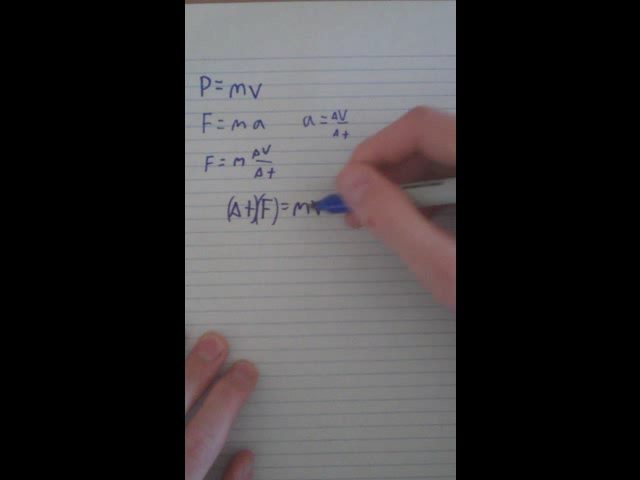 P = mv
F = ma a = ΔV/Δt
F = m ΔV/Δt
(Δt)(F) = m